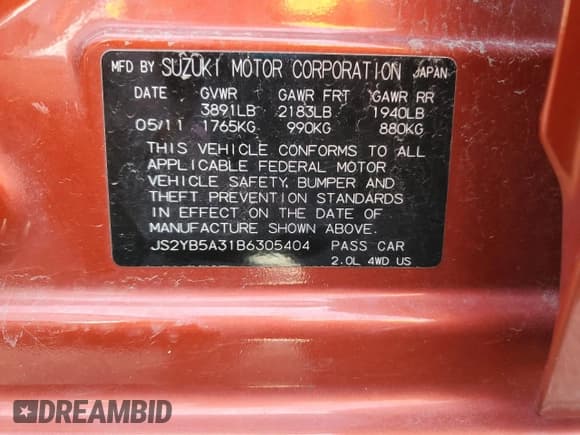 MFD BY SUZUKI MOTOR CORPORATION JAPAN
DATE GVWR GAWR FRT GAWR RR
3891LB 2183LB 1940LB
05/11 1765KG 990KG 880KG
THIS VEHICLE CONFORMS TO ALL
APPLICABLE FEDERAL MOTOR
VEHICLE SAFETY, BUMPER AND
THEFT PREVENTION STANDARDS
IN EFFECT ON THE DATE OF
MANUFACTURE SHOWN ABOVE.
JS2YB5A31B6305404 PASS CAR
2.0L 4WD US
DREAMBID